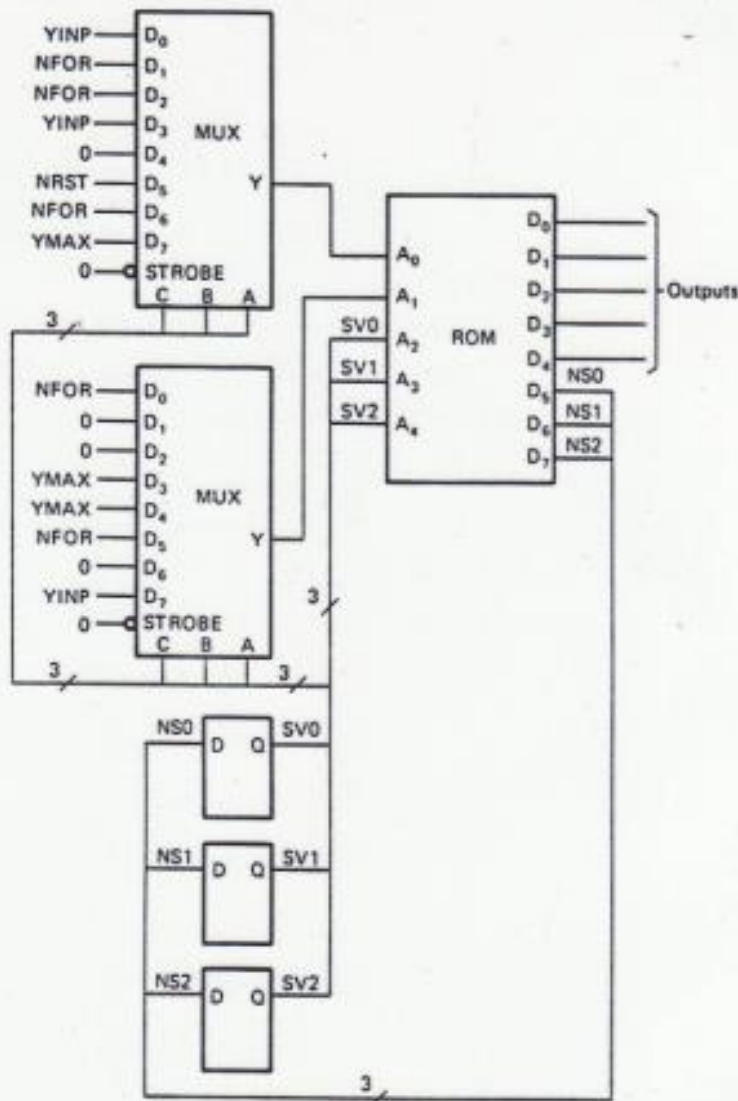 YINP D0
NFOR D1
NFOR D2
YINP D3
MUX
0 D4
NRST D5
Y
NFOR D6
YMAX D7
0 STROBE
C B A
3
NFOR D0
0 D1
0 D2
YMAX D3
MUX
YMAX D4
NFOR D5
Y
0 D6
YINP D7
0 STROBE
C B A
3
3
3
A0
A1
SV0 A2
SV1 A3
SV2 A4
ROM
D0
D1
D2
D3
D4
Outputs
NS0 D5
NS1 D6
NS2 D7
NS0 D Q SV0
NS1 D Q SV1
NS2 D Q SV2
3